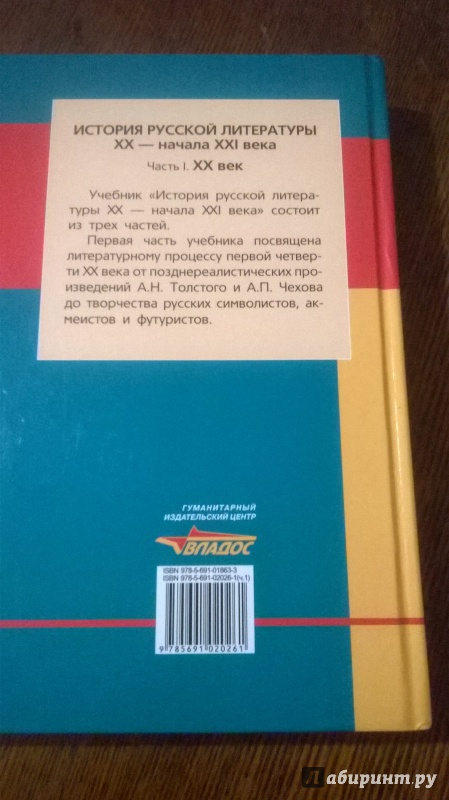 ИСТОРИЯ РУССКОЙ ЛИТЕРАТУРЫ
XX — начала XXI века
Часть I. XX век
Учебник «История русской литера-
туры XX — начала XXI века» состоит
из трех частей.
Первая часть учебника посвящена
литературному процессу первой четвер-
ти XX века от позднереалистических про-
изведений А.Н. Толстого и А.П. Чехова
до творчества русских символистов, ак-
меистов и футуристов.
ГУМАНИТАРНЫЙ
ИЗДАТЕЛЬСКИЙ ЦЕНТР
ВЛАДОС
ISBN 978-5-691-01863-3
ISBN 978-5-691-02026-1(ч.1)
9 785691 020261
Лабиринт.ру